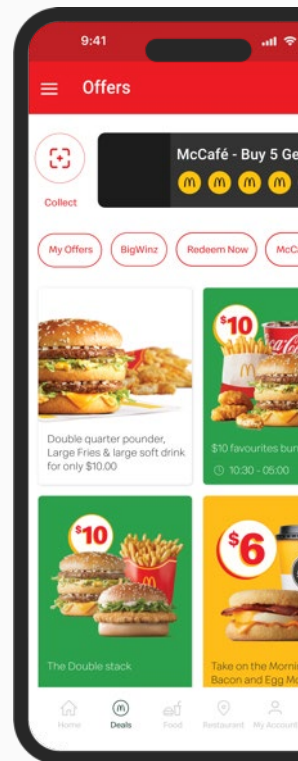 9:41
Offers
McCafé - Buy 5 Ge
Collect
My Offers
BigWinz
Redeem Now
McCa
Double quarter pounder,
Large Fries & large soft drink
for only $10.00
$10
$10 favourites bun
10:30 - 05:00
$10
The Double stack
$6
Take on the Mornin
Bacon and Egg Mc
Home
Deals
Food
Restaurant
My Account